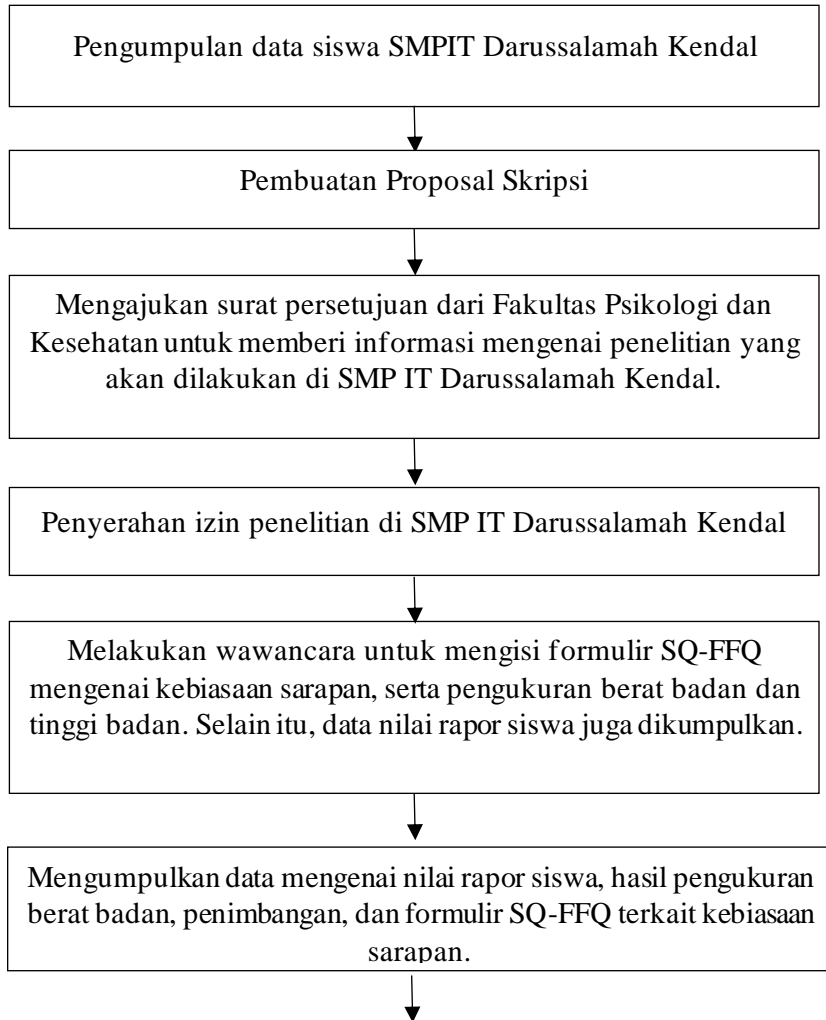 Pengumpulan data siswa SMPIT Darussalamah Kendal
Pembuatan Proposal Skripsi
Mengajukan surat persetujuan dari Fakultas Psikologi dan
Kesehatan untuk memberi informasi mengenai penelitian yang
akan dilakukan di SMP IT Darussalamah Kendal.
Penyerahan izin penelitian di SMP IT Darussalamah Kendal
Melakukan wawancara untuk mengisi formulir SQ-FFQ
mengenai kebiasaan sarapan, serta pengukuran berat badan dan
tinggi badan. Selain itu, data nilai rapor siswa juga dikumpulkan.
Mengumpulkan data mengenai nilai rapor siswa, hasil pengukuran
berat badan, penimbangan, dan formulir SQ-FFQ terkait kebiasaan
sarapan.